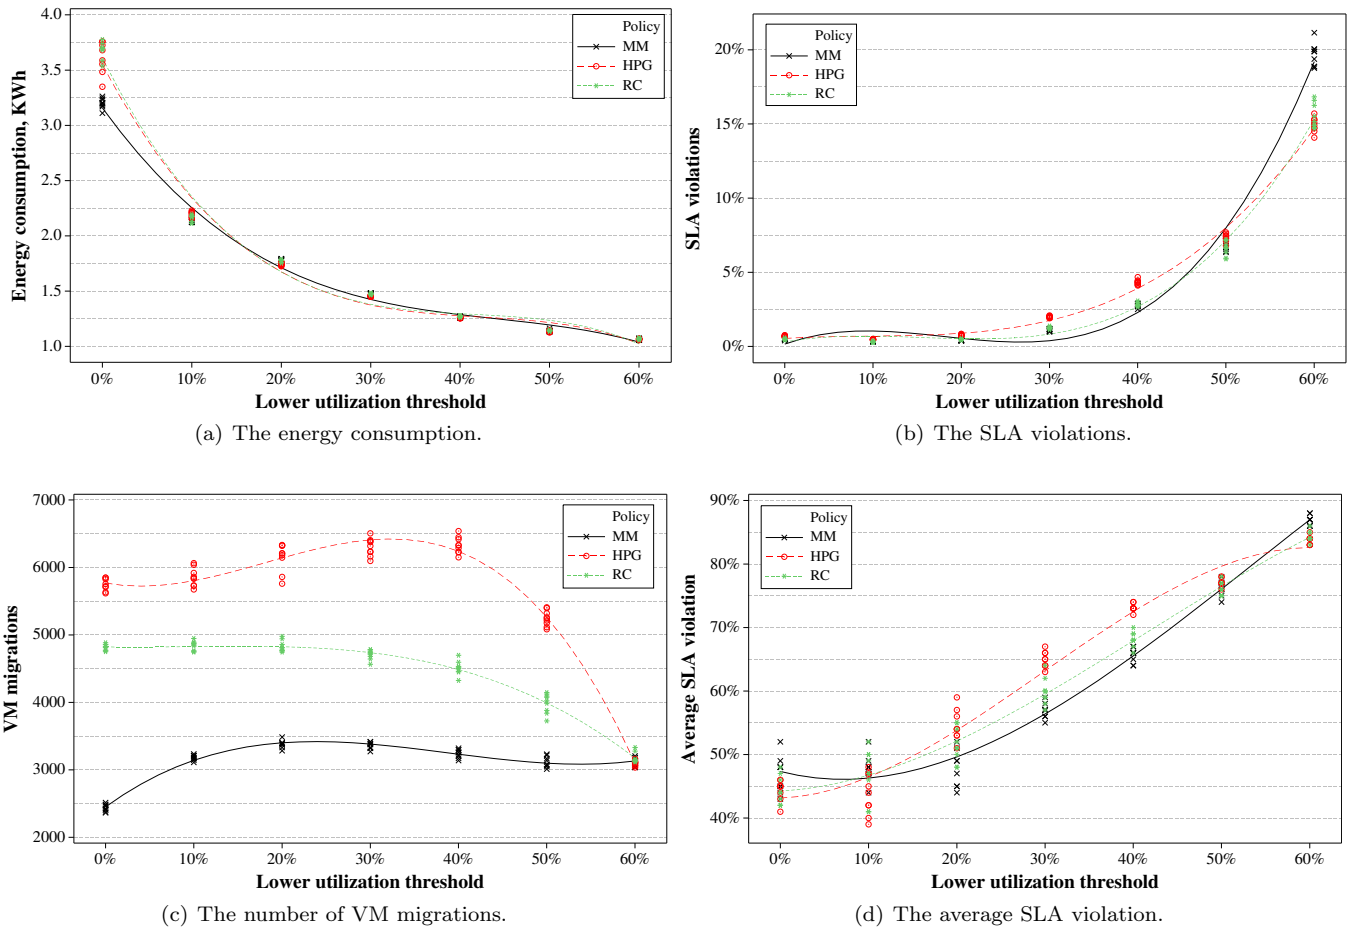 Energy consumption, KWh
4.0
3.5
3.0
2.5
2.0
1.5
1.0
Policy
MM
HPG
RC
0% 10% 20% 30% 40% 50% 60%
Lower utilization threshold
(a) The energy consumption.
SLA violations
20%
15%
10%
5%
0%
Policy
MM
HPG
RC
0% 10% 20% 30% 40% 50% 60%
Lower utilization threshold
(b) The SLA violations.
VM migrations
7000
6000
5000
4000
3000
2000
Policy
MM
HPG
RC
0% 10% 20% 30% 40% 50% 60%
Lower utilization threshold
(c) The number of VM migrations.
Average SLA violation
90%
80%
70%
60%
50%
40%
Policy
MM
HPG
RC
0% 10% 20% 30% 40% 50% 60%
Lower utilization threshold
(d) The average SLA violation.